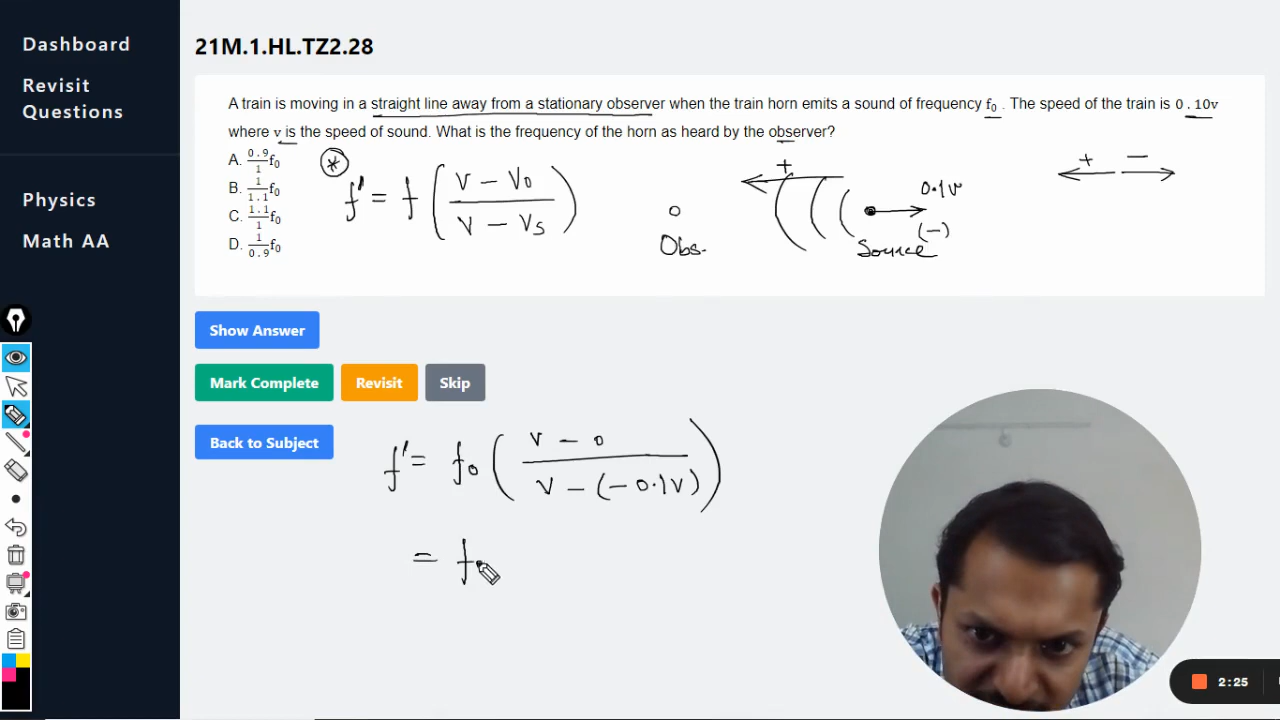 Dashboard
Revisit
Questions
Physics
Math AA
21M.1.HL.TZ2.28
A train is moving in a straight line away from a stationary observer when the train horn emits a sound of frequency f₀ . The speed of the train is 0.10v
where v is the speed of sound. What is the frequency of the horn as heard by the observer?
A. 0.9/1 f₀
B. 1/1.1 f₀
C. 1.1/1 f₀
D. 1/0.9 f₀
* f' = f ( (v - v₀) / (v - vₛ) )
Obs.
+
0.1v
(-)
Source
+ -
Show Answer
Mark Complete
Revisit
Skip
Back to Subject
f' = f₀ ( (v - 0) / (v - (-0.1v)) )
= f
2:25